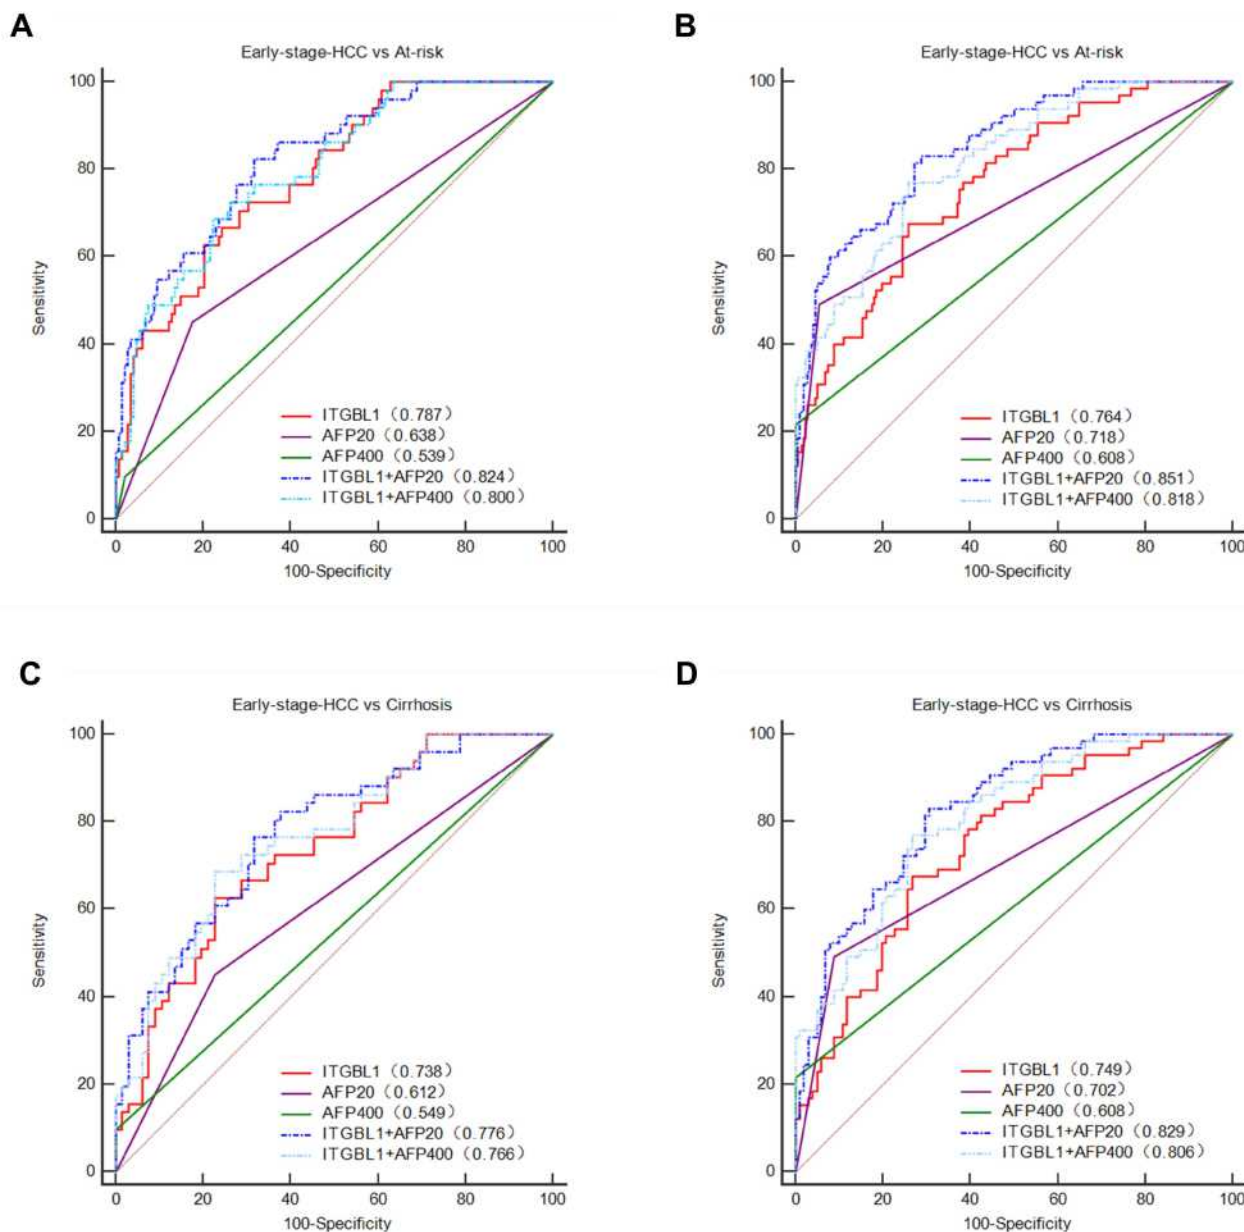 A
Early-stage-HCC vs At-risk
100
80
60
40
20
0
Sensitivity
ITGBL1（0.787）
AFP20（0.638）
AFP400（0.539）
ITGBL1+AFP20（0.824）
ITGBL1+AFP400（0.800）
0 20 40 60 80 100
100-Specificity
B
Early-stage-HCC vs At-risk
100
80
60
40
20
0
Sensitivity
ITGBL1（0.764）
AFP20（0.718）
AFP400（0.608）
ITGBL1+AFP20（0.851）
ITGBL1+AFP400（0.818）
0 20 40 60 80 100
100-Specificity
C
Early-stage-HCC vs Cirrhosis
100
80
60
40
20
0
Sensitivity
ITGBL1（0.738）
AFP20（0.612）
AFP400（0.549）
ITGBL1+AFP20（0.776）
ITGBL1+AFP400（0.766）
0 20 40 60 80 100
100-Specificity
D
Early-stage-HCC vs Cirrhosis
100
80
60
40
20
0
Sensitivity
ITGBL1（0.749）
AFP20（0.702）
AFP400（0.608）
ITGBL1+AFP20（0.829）
ITGBL1+AFP400（0.806）
0 20 40 60 80 100
100-Specificity